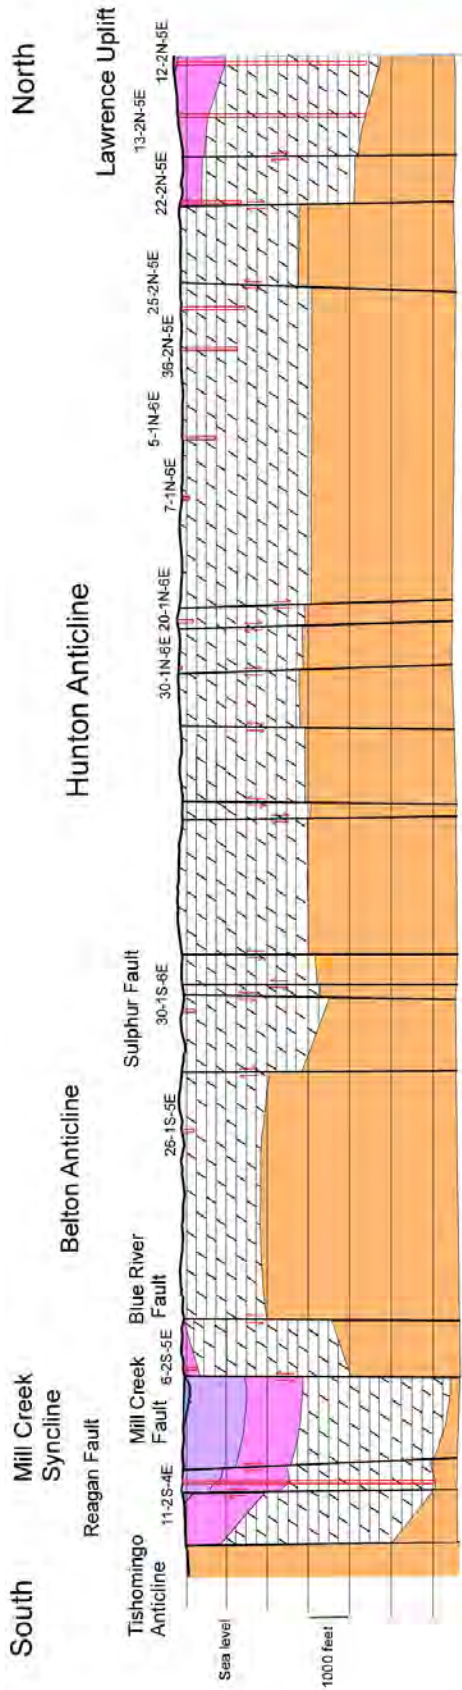 South
North
Mill Creek
Syncline
Belton Anticline
Hunton Anticline
Lawrence Uplift
Reagan Fault
Tishomingo
Anticline
11-2S-4E
Mill Creek
Fault
6-2S-5E
Blue River
Fault
26-1S-5E
Sulphur Fault
30-1S-6E
30-1N-6E
20-1N-6E
7-1N-6E
5-1N-6E
36-2N-5E
25-2N-5E
22-2N-5E
13-2N-5E
12-2N-5E
Sea level
1000 feet